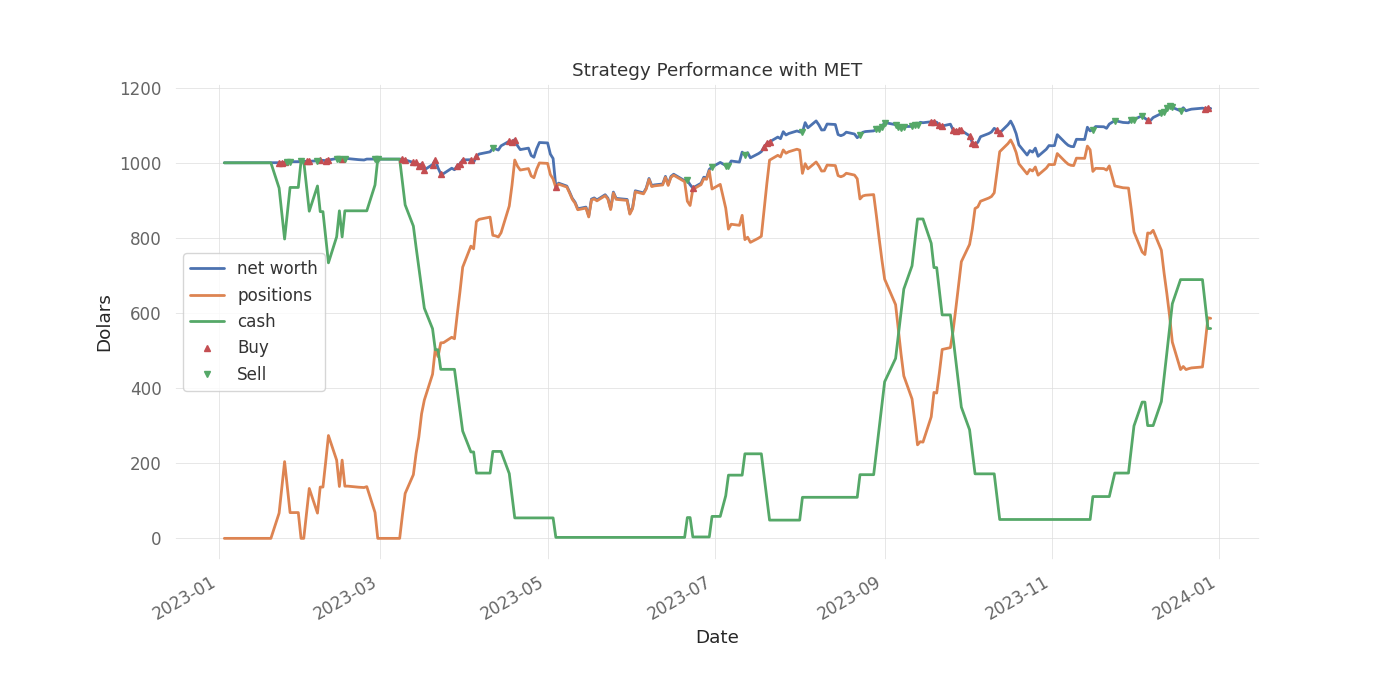 Strategy Performance with MET
1200
1000
800
600
400
200
0
Dolars
net worth
positions
cash
Buy
Sell
2023-01
2023-03
2023-05
2023-07
2023-09
2023-11
2024-01
Date